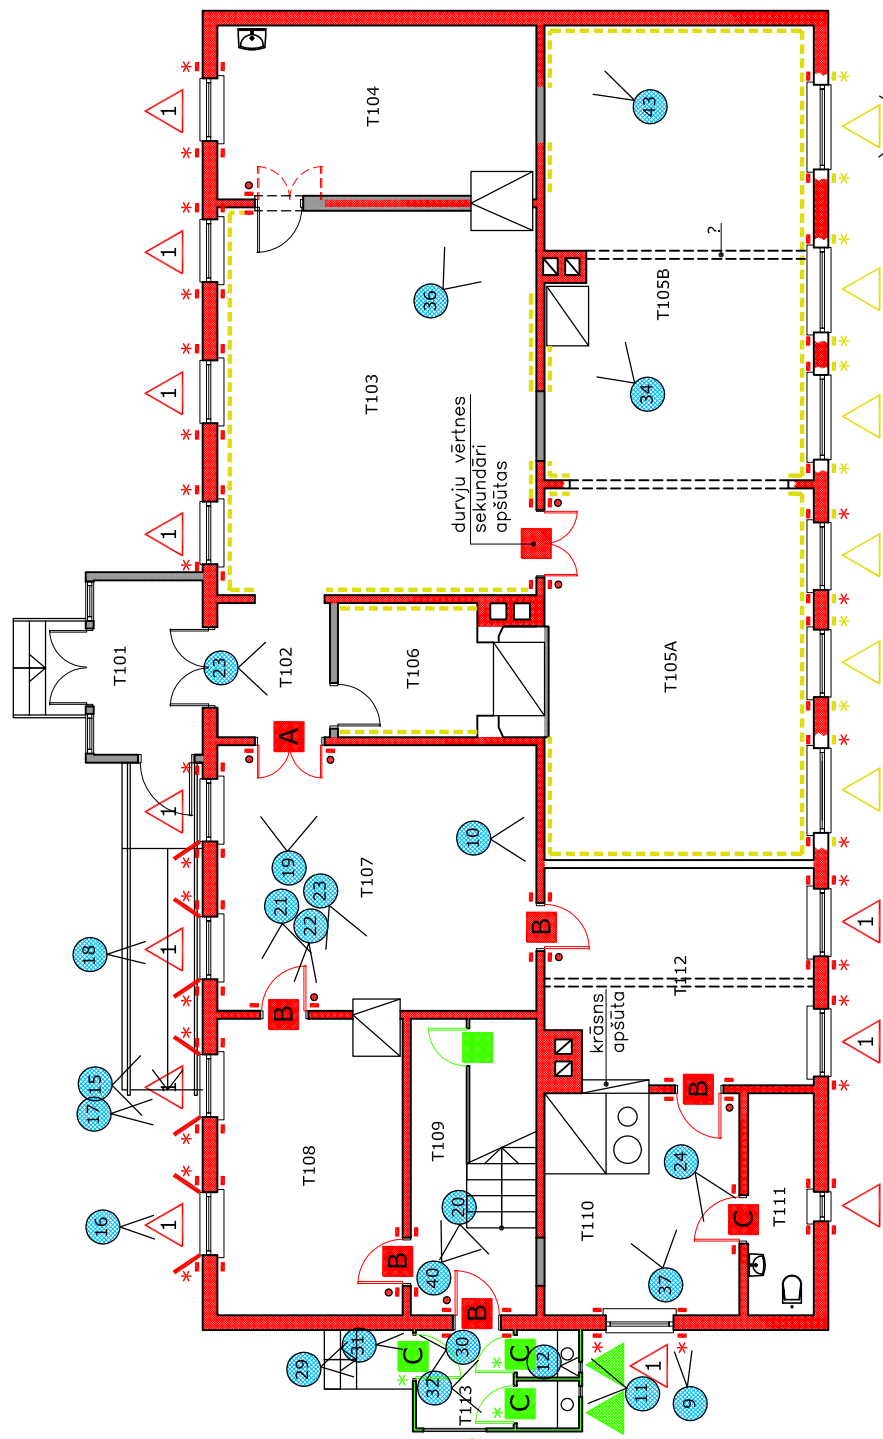 1
T104
43
1
36
T105B
?
1
T103
34
durvju vērtnes
sekundāri
apšūtas
1
T101
23
T102
T106
T105A
A
1
10
19
T107
21
23
22
18
1
B
1
B
T112
krāsns
apšūta
1
15
17
1
B
T108
T109
24
16
1
20
T110
C
T111
B
40
37
B
29
31
C
30
C
12
32
T113
C
11
1
9